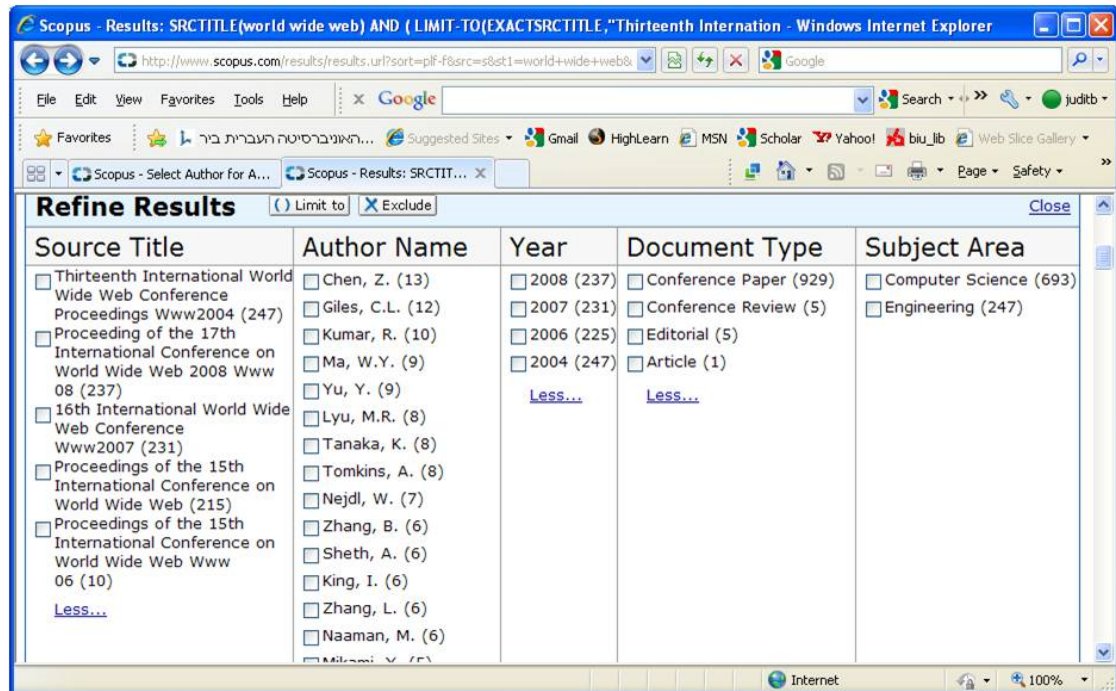 Scopus - Results: SRCTITLE(world wide web) AND ( LIMIT-TO(EXACTSRCTITLE,"Thirteenth Internation - Windows Internet Explorer
http://www.scopus.com/results/results.url?sort=plf-f&src=s&st1=world+wide+web&
Google
File Edit View Favorites Tools Help
x Google
Search
juditb
Favorites
האוניברסיטה העברית ביר...
Suggested Sites
Gmail
HighLearn
MSN
Scholar
Yahoo!
biu_lib
Web Slice Gallery
Scopus - Select Author for A...
Scopus - Results: SRCTIT... X
Page
Safety
Refine Results
Limit to
Exclude
Close
Source Title
Thirteenth International World
Wide Web Conference
Proceedings Www2004 (247)
Proceeding of the 17th
International Conference on
World Wide Web 2008 Www
08 (237)
16th International World Wide
Web Conference
Www2007 (231)
Proceedings of the 15th
International Conference on
World Wide Web (215)
Proceedings of the 15th
International Conference on
World Wide Web Www
06 (10)
Less...
Author Name
Chen, Z. (13)
Giles, C.L. (12)
Kumar, R. (10)
Ma, W.Y. (9)
Yu, Y. (9)
Lyu, M.R. (8)
Tanaka, K. (8)
Tomkins, A. (8)
Nejdl, W. (7)
Zhang, B. (6)
Sheth, A. (6)
King, I. (6)
Zhang, L. (6)
Naaman, M. (6)
Year
2008 (237)
2007 (231)
2006 (225)
2004 (247)
Less...
Document Type
Conference Paper (929)
Conference Review (5)
Editorial (5)
Article (1)
Less...
Subject Area
Computer Science (693)
Engineering (247)
Internet
100%